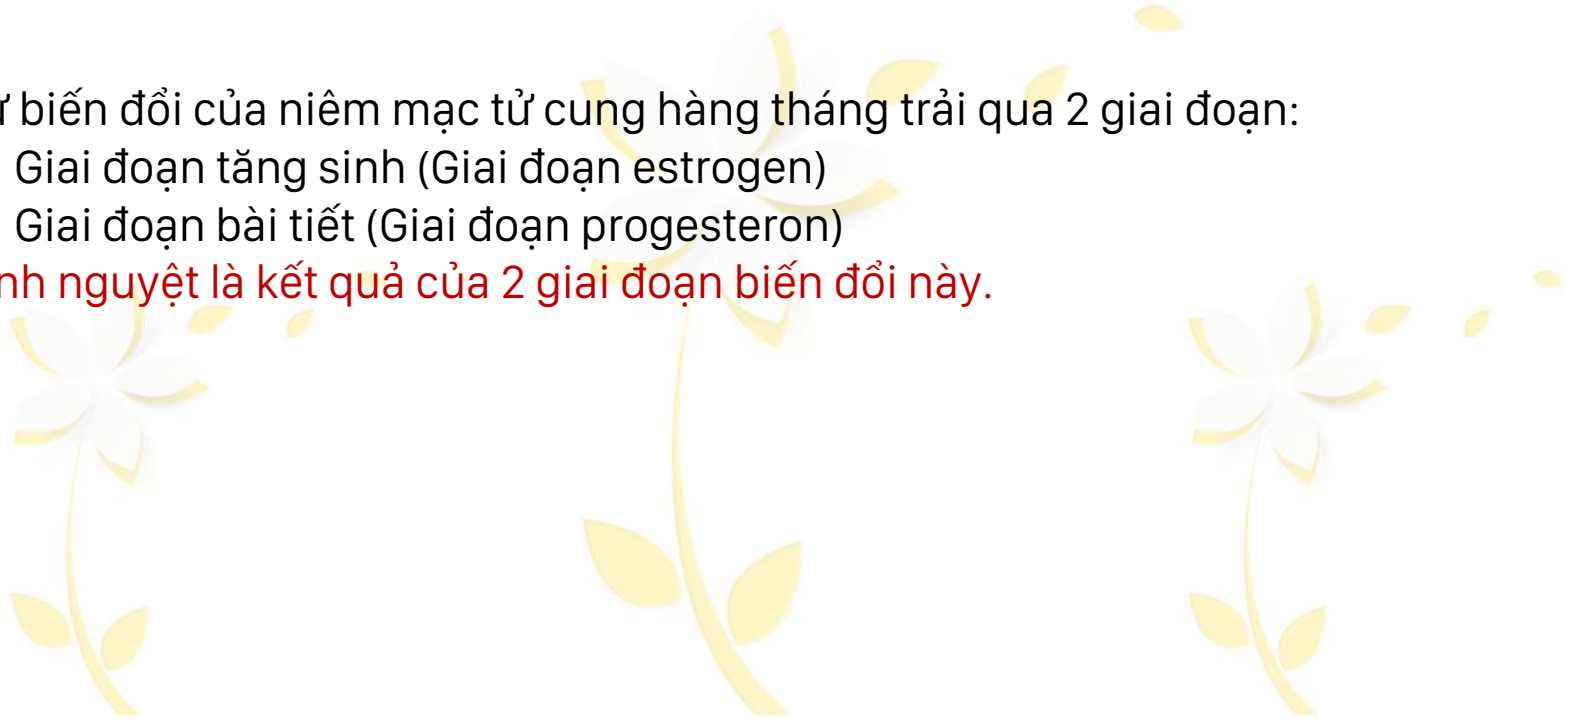 biến đổi của niêm mạc tử cung hàng tháng trải qua 2 giai đoạn:
Giai đoạn tăng sinh (Giai đoạn estrogen)
Giai đoạn bài tiết (Giai đoạn progesteron)
nh nguyệt là kết quả của 2 giai đoạn biến đổi này.